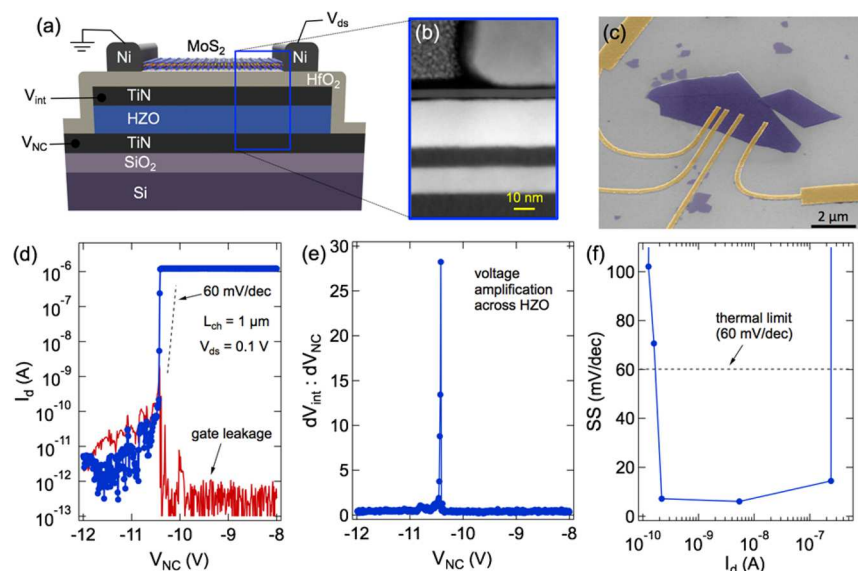 (a)
MoS2
Vds
Ni
Ni
HfO2
Vint
TiN
HZO
VNC
TiN
SiO2
Si
(b)
10 nm
(c)
2 μm
(d)
10-6
10-7
10-8
10-9
10-10
10-11
10-12
10-13
Id (A)
60 mV/dec
Lch = 1 μm
Vds = 0.1 V
gate leakage
-12
-11
-10
-9
-8
VNC (V)
(e)
30
25
20
15
10
5
0
dVint : dVNC
voltage
amplification
across HZO
-12
-11
-10
-9
-8
VNC (V)
(f)
100
80
60
40
20
0
SS (mV/dec)
thermal limit
(60 mV/dec)
10-10
10-9
10-8
10-7
Id (A)